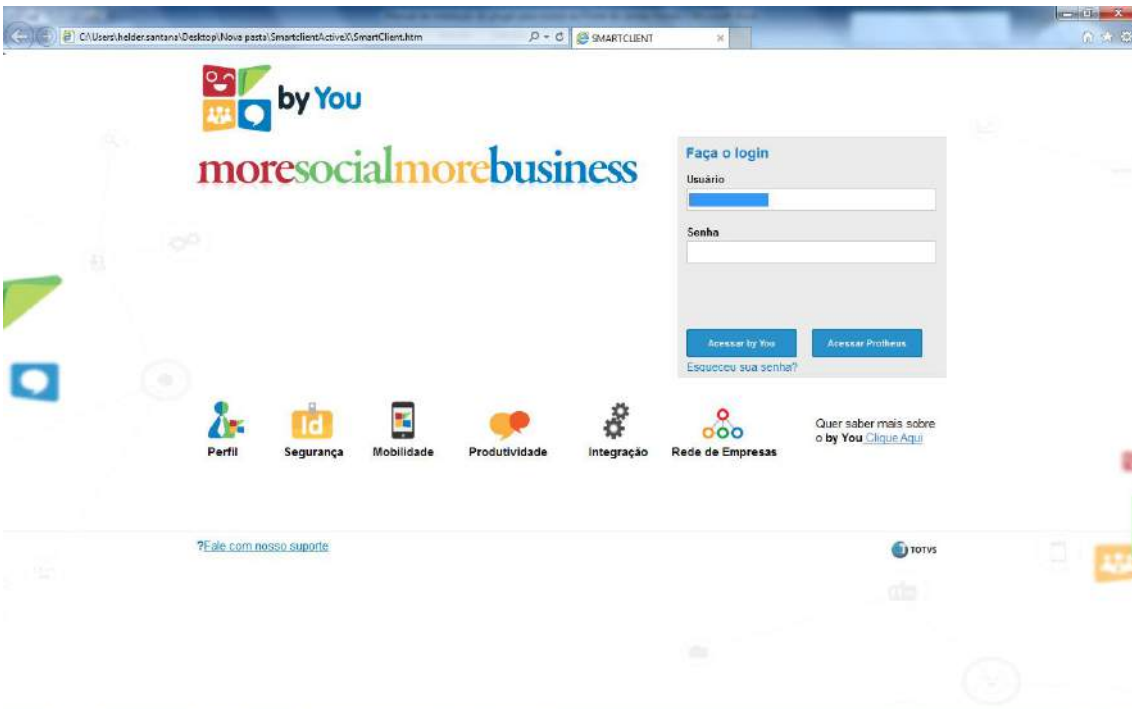 C:\Users\helder.santana\Desktop\Nova pasta\SmartclientActiveX\SmartClient.htm
SMARTCLIENT
by You
moresocialmorebusiness
Faça o login
Usuário
Senha
Acessar by You
Acessar Protheus
Esqueceu sua senha?
Id
Perfil
Segurança
Mobilidade
Produtividade
Integração
Rede de Empresas
Quer saber mais sobre
o by You Clique Aqui
?Fale com nosso suporte
TOTVS